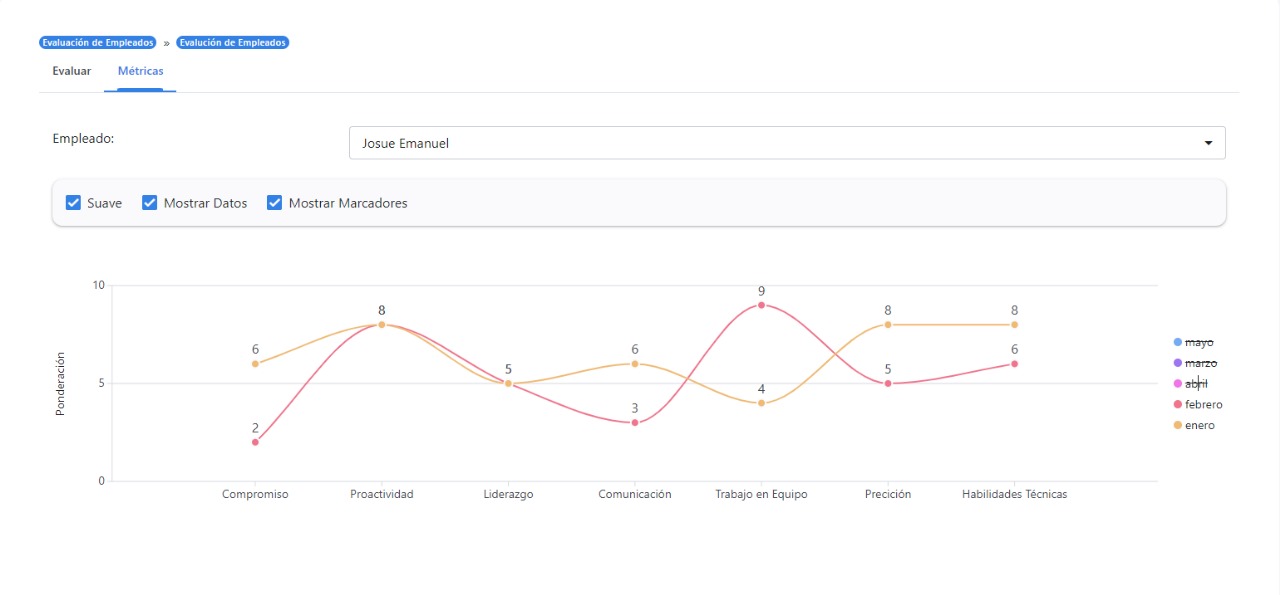 Evaluación de Empleados » Evalución de Empleados
Evaluar Métricas
Empleado: Josue Emanuel
Suave Mostrar Datos Mostrar Marcadores
Ponderación
10
5
0
6
2
8
5
6
3
9
4
8
5
8
6
Compromiso Proactividad Liderazgo Comunicación Trabajo en Equipo Precición Habilidades Técnicas
mayo
marzo
abril
febrero
enero